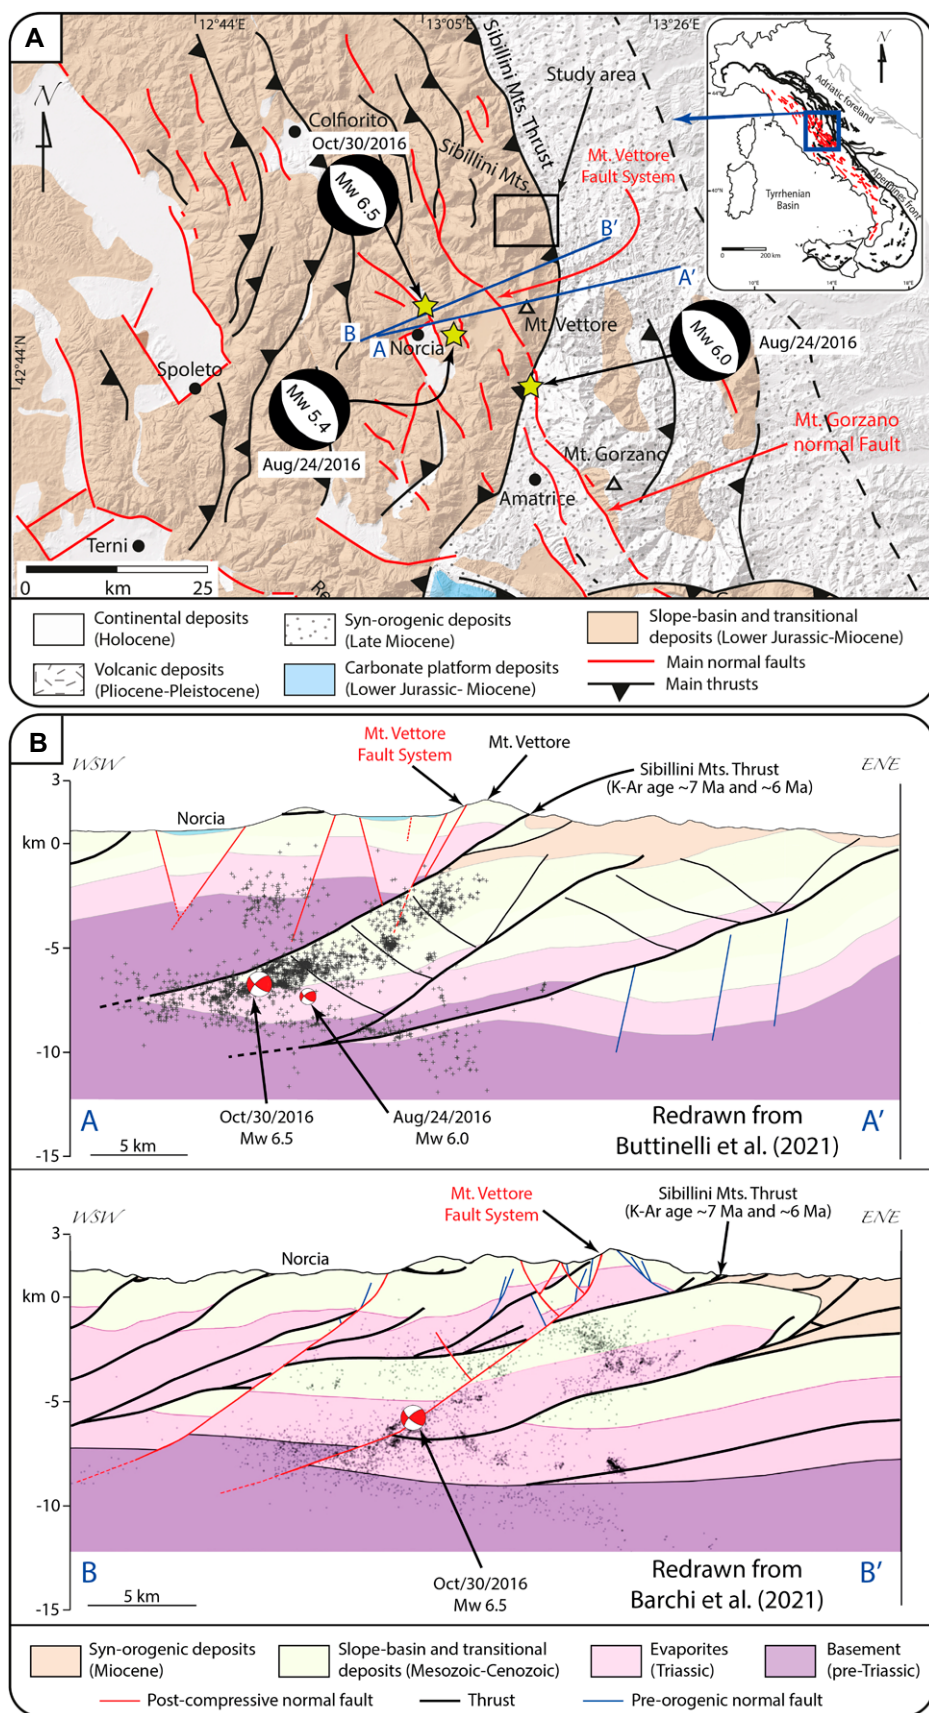 A
12°44'E
13°05'E
13°26'E
N
42°44'N
Colfiorito
Oct/30/2016
Mw 6.5
Sibillini Mts. Thrust
Sibillini Mts.
Study area
Mt. Vettore
Fault System
B'
A'
B
A
Norcia
Mt. Vettore
Spoleto
Mw 5.4
Aug/24/2016
Mw 6.0
Aug/24/2016
Mt. Gorzano
normal Fault
Mt. Gorzano
Amatrice
Terni
0 km 25
N
Adriatic foreland
Apennines front
Tyrrhenian
Basin
0 200 km
10°E
14°E
Continental deposits
(Holocene)
Volcanic deposits
(Pliocene-Pleistocene)
Syn-orogenic deposits
(Late Miocene)
Carbonate platform deposits
(Lower Jurassic- Miocene)
Slope-basin and transitional
deposits (Lower Jurassic-Miocene)
Main normal faults
Main thrusts
B
WSW
ENE
Mt. Vettore
Fault System
Mt. Vettore
Sibillini Mts. Thrust
(K-Ar age ~7 Ma and ~6 Ma)
Norcia
3
km 0
-5
-10
-15
A
5 km
Oct/30/2016
Mw 6.5
Aug/24/2016
Mw 6.0
Redrawn from
Buttinelli et al. (2021)
A'
WSW
ENE
Mt. Vettore
Fault System
Sibillini Mts. Thrust
(K-Ar age ~7 Ma and ~6 Ma)
Norcia
3
km 0
-5
-10
-15
B
5 km
Oct/30/2016
Mw 6.5
Redrawn from
Barchi et al. (2021)
B'
Syn-orogenic deposits
(Miocene)
Slope-basin and transitional
deposits (Mesozoic-Cenozoic)
Evaporites
(Triassic)
Basement
(pre-Triassic)
Post-compressive normal fault
Thrust
Pre-orogenic normal fault